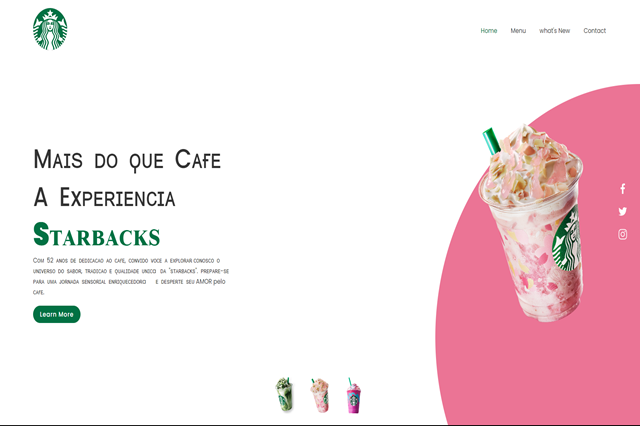 Home Menu what's New Contact
Mais do que Cafe
A Experiencia
Starbacks
Com 52 anos de dedicacao ao cafe, convido voce a explorar conosco o
universo do sabor, tradicao e qualidade unica da "starbacks". prepare-se
para uma jornada sensorial enriquecedora e desperte seu AMOR pelo
cafe.
Learn More